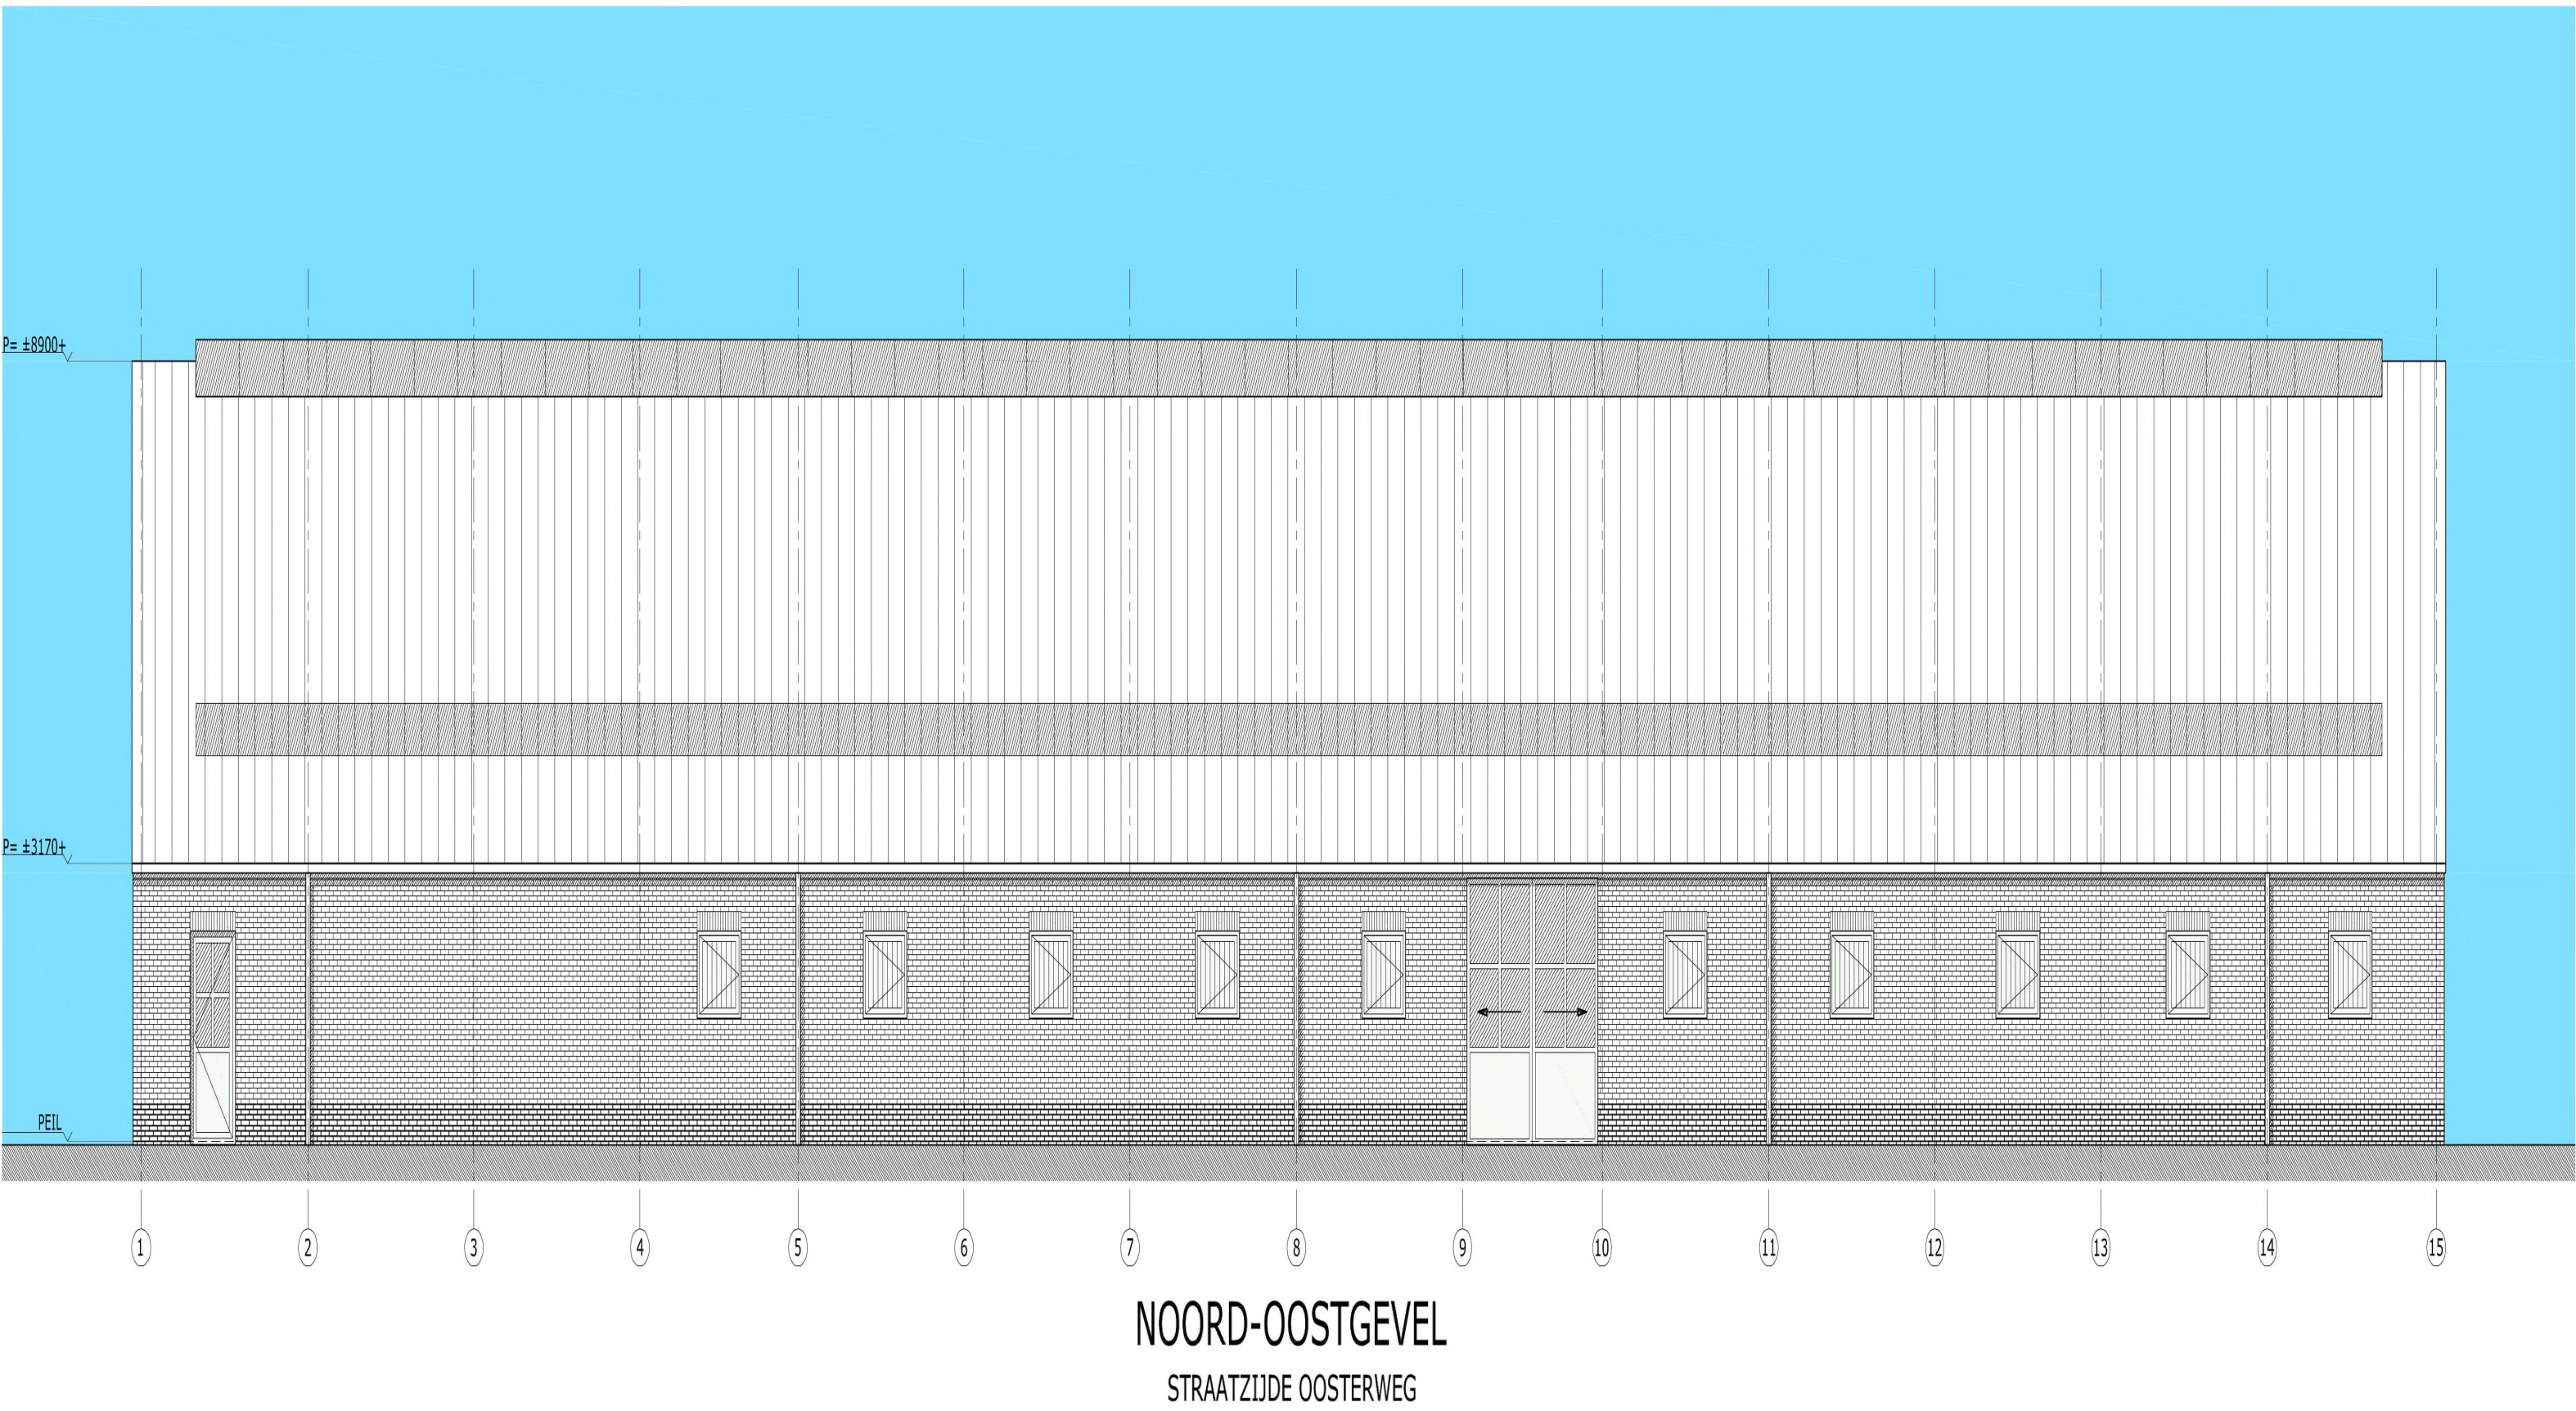 P= ±8900+
P= ±3170+
PEIL
1 2 3 4 5 6 7 8 9 10 11 12 13 14 15
NOORD-OOSTGEVEL
STRAATZIJDE OOSTERWEG